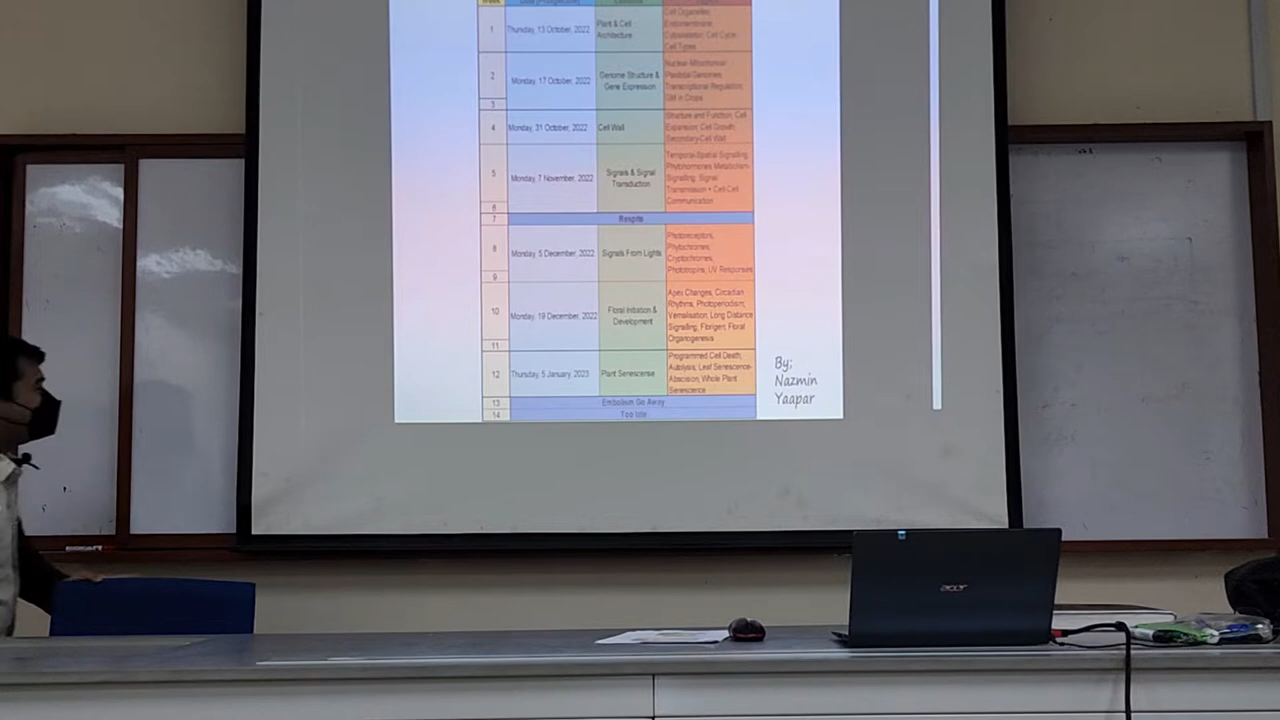 Week
1
Thursday, 13 October, 2022
Plant & Cell
Architecture
Cell Organelles;
Endomembrane;
Cytoskeleton; Cell Cycle;
Cell Types
2
Monday, 17 October, 2022
Genome Structure &
Gene Expression
Nuclear-Mitochondrial-
Plastidal Genomes;
Transcriptional Regulation;
GM in Crops
3
4
Monday, 31 October, 2022
Cell Wall
Structure and Function; Cell
Expansion; Cell Growth;
Secondary-Cell Wall
5
Monday, 7 November, 2022
Signals & Signal
Transduction
Temporal-Spatial Signalling;
Phytohormones Metabolism-
Signalling; Signal
Transmission + Cell-Cell
Communication
6
7
Respite
8
Monday, 5 December, 2022
Signals From Lights
Photoreceptors,
Phytochromes,
Cryptochromes,
Phototropins, UV Responses
9
10
Monday, 19 December, 2022
Floral Initiation &
Development
Apex Changes, Circadian
Rhythms, Photoperiodism,
Vernalisation, Long Distance
Signalling, Florigen, Floral
Organogenesis
11
12
Thursday, 5 January, 2023
Plant Senescense
Programmed Cell Death,
Autolysis, Leaf Senescence-
Abscision, Whole Plant
Senescence
13
Embolism Go Away
14
Too late
By;
Nazmin
Yaapar
acer